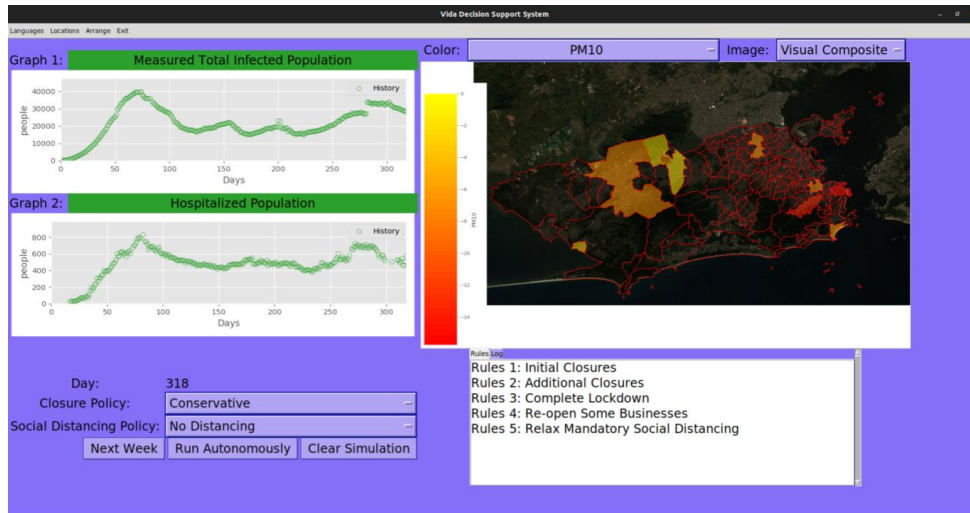 Vida Decision Support System
Languages Locations Arrange Exit
Graph 1: Measured Total Infected Population
History
40000
30000
20000
10000
0
people
0 50 100 150 200 250 300
Days
Graph 2: Hospitalized Population
History
800
600
400
200
0
people
0 50 100 150 200 250 300
Days
Color: PM10 Image: Visual Composite
−2
−4
−6
−8
−10
−12
−14
PM10
Rules Log
Rules 1: Initial Closures
Rules 2: Additional Closures
Rules 3: Complete Lockdown
Rules 4: Re-open Some Businesses
Rules 5: Relax Mandatory Social Distancing
Day: 318
Closure Policy: Conservative
Social Distancing Policy: No Distancing
Next Week Run Autonomously Clear Simulation